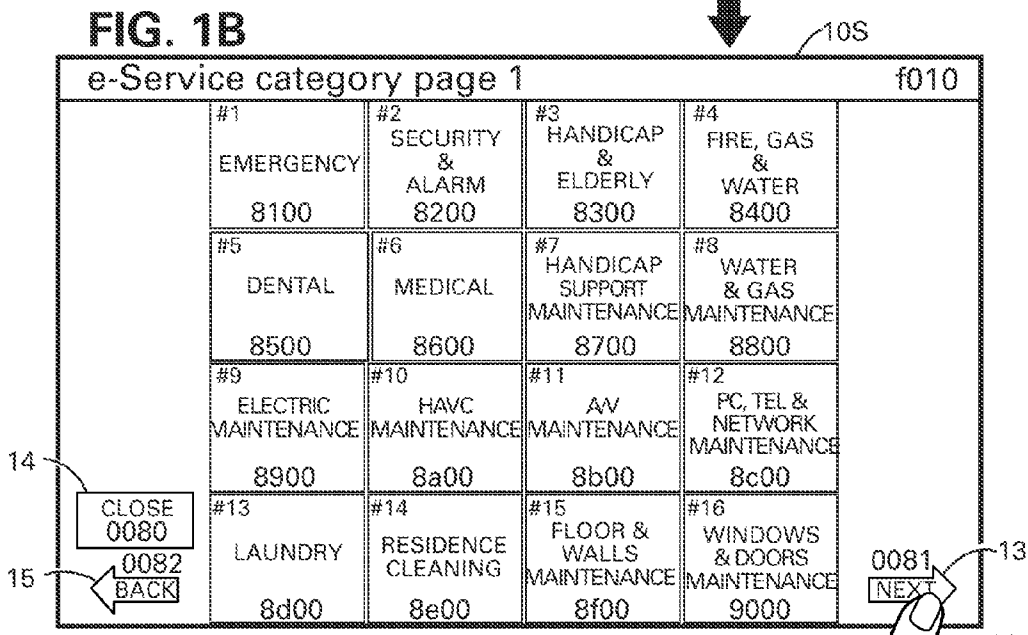 FIG. 1B
10S
e-Service category page 1
f010
#1
EMERGENCY
8100
#2
SECURITY
&
ALARM
8200
#3
HANDICAP
&
ELDERLY
8300
#4
FIRE, GAS
&
WATER
8400
#5
DENTAL
8500
#6
MEDICAL
8600
#7
HANDICAP
SUPPORT
MAINTENANCE
8700
#8
WATER
& GAS
MAINTENANCE
8800
#9
ELECTRIC
MAINTENANCE
8900
#10
HAVC
MAINTENANCE
8a00
#11
A/V
MAINTENANCE
8b00
#12
PC, TEL &
NETWORK
MAINTENANCE
8c00
#13
LAUNDRY
8d00
#14
RESIDENCE
CLEANING
8e00
#15
FLOOR &
WALLS
MAINTENANCE
8f00
#16
WINDOWS
& DOORS
MAINTENANCE
9000
14
CLOSE
0080
0082
15
BACK
0081
13
NEXT